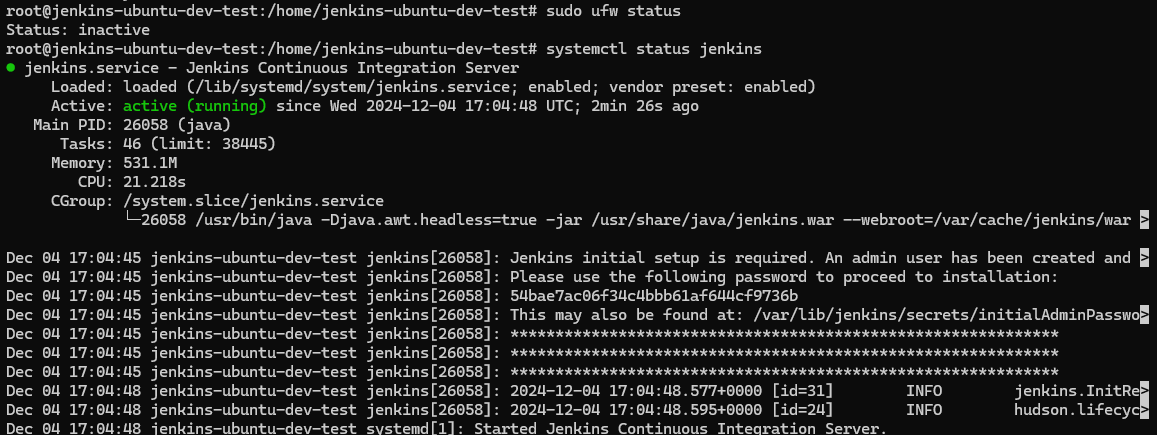 root@jenkins-ubuntu-dev-test:/home/jenkins-ubuntu-dev-test# sudo ufw status
Status: inactive
root@jenkins-ubuntu-dev-test:/home/jenkins-ubuntu-dev-test# systemctl status jenkins
● jenkins.service - Jenkins Continuous Integration Server
     Loaded: loaded (/lib/systemd/system/jenkins.service; enabled; vendor preset: enabled)
     Active: active (running) since Wed 2024-12-04 17:04:48 UTC; 2min 26s ago
   Main PID: 26058 (java)
      Tasks: 46 (limit: 38445)
     Memory: 531.1M
        CPU: 21.218s
     CGroup: /system.slice/jenkins.service
             └─26058 /usr/bin/java -Djava.awt.headless=true -jar /usr/share/java/jenkins.war --webroot=/var/cache/jenkins/war >

Dec 04 17:04:45 jenkins-ubuntu-dev-test jenkins[26058]: Jenkins initial setup is required. An admin user has been created and >
Dec 04 17:04:45 jenkins-ubuntu-dev-test jenkins[26058]: Please use the following password to proceed to installation:
Dec 04 17:04:45 jenkins-ubuntu-dev-test jenkins[26058]: 54bae7ac06f34c4bbb61af644cf9736b
Dec 04 17:04:45 jenkins-ubuntu-dev-test jenkins[26058]: This may also be found at: /var/lib/jenkins/secrets/initialAdminPasswo>
Dec 04 17:04:45 jenkins-ubuntu-dev-test jenkins[26058]: *************************************************************
Dec 04 17:04:45 jenkins-ubuntu-dev-test jenkins[26058]: *************************************************************
Dec 04 17:04:45 jenkins-ubuntu-dev-test jenkins[26058]: *************************************************************
Dec 04 17:04:48 jenkins-ubuntu-dev-test jenkins[26058]: 2024-12-04 17:04:48.577+0000 [id=31]        INFO        jenkins.InitRe>
Dec 04 17:04:48 jenkins-ubuntu-dev-test jenkins[26058]: 2024-12-04 17:04:48.595+0000 [id=24]        INFO        hudson.lifecyc>
Dec 04 17:04:48 jenkins-ubuntu-dev-test systemd[1]: Started Jenkins Continuous Integration Server.